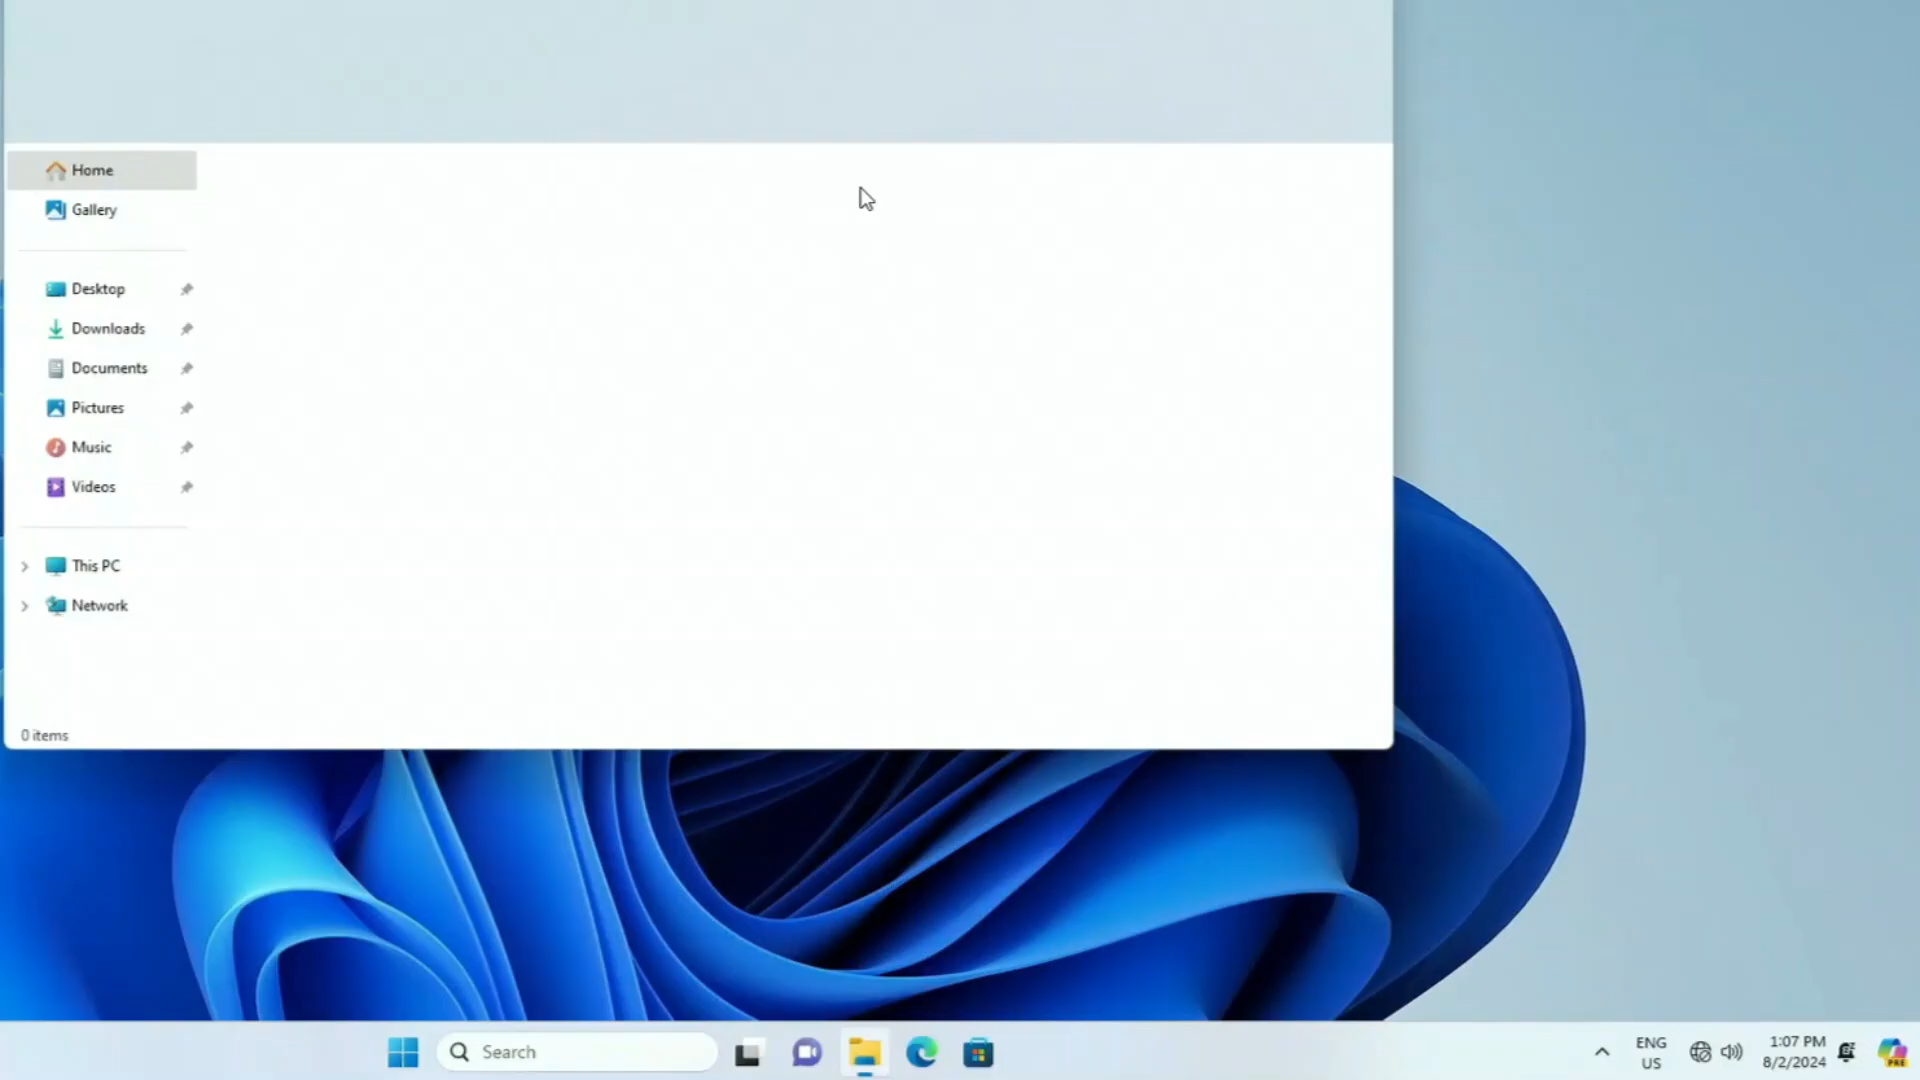 Home
Gallery
Desktop
Downloads
Documents
Pictures
Music
Videos
This PC
Network
0 items
Search
ENG
US
1:07 PM
8/2/2024
PRE